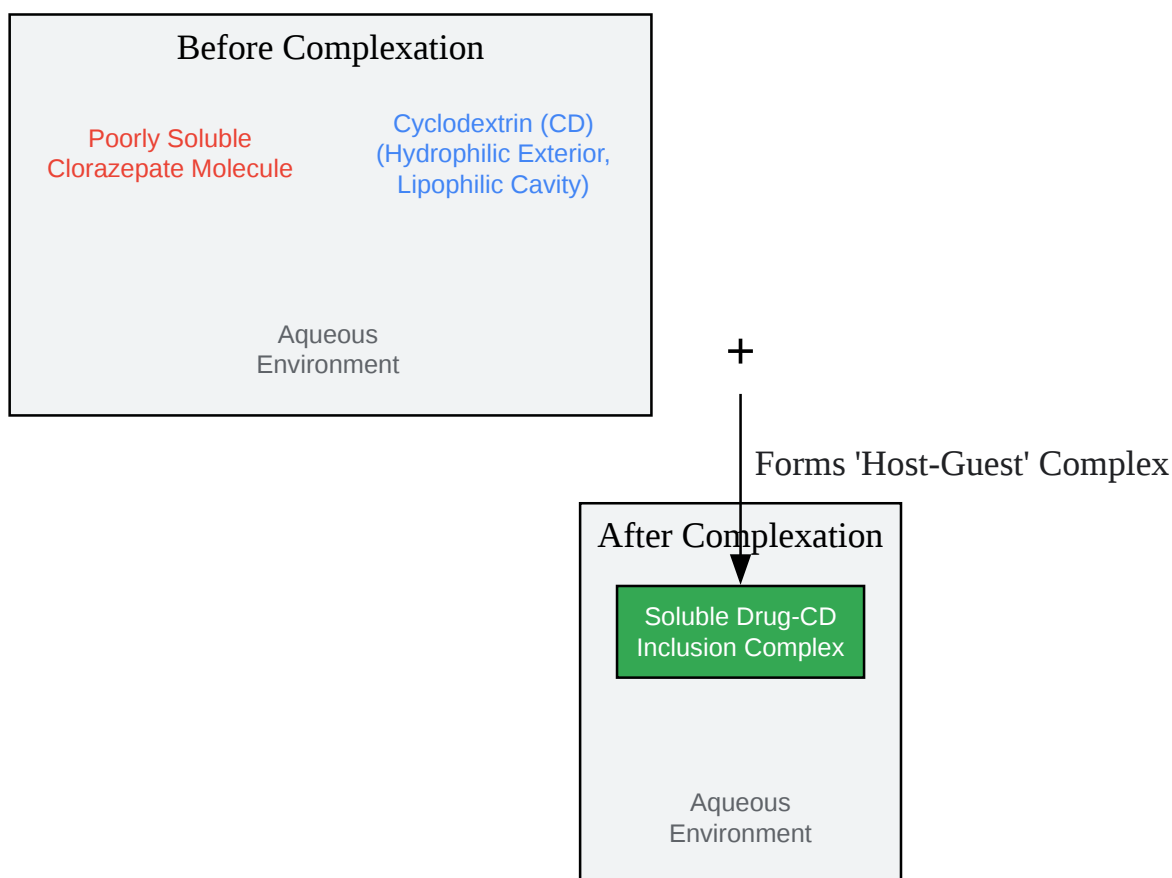 Before Complexation
Poorly Soluble
Clorazepate Molecule
Cyclodextrin (CD)
(Hydrophilic Exterior,
Lipophilic Cavity)
Aqueous
Environment
+
Forms 'Host-Guest' Complex
After Complexation
Soluble Drug-CD
Inclusion Complex
Aqueous
Environment